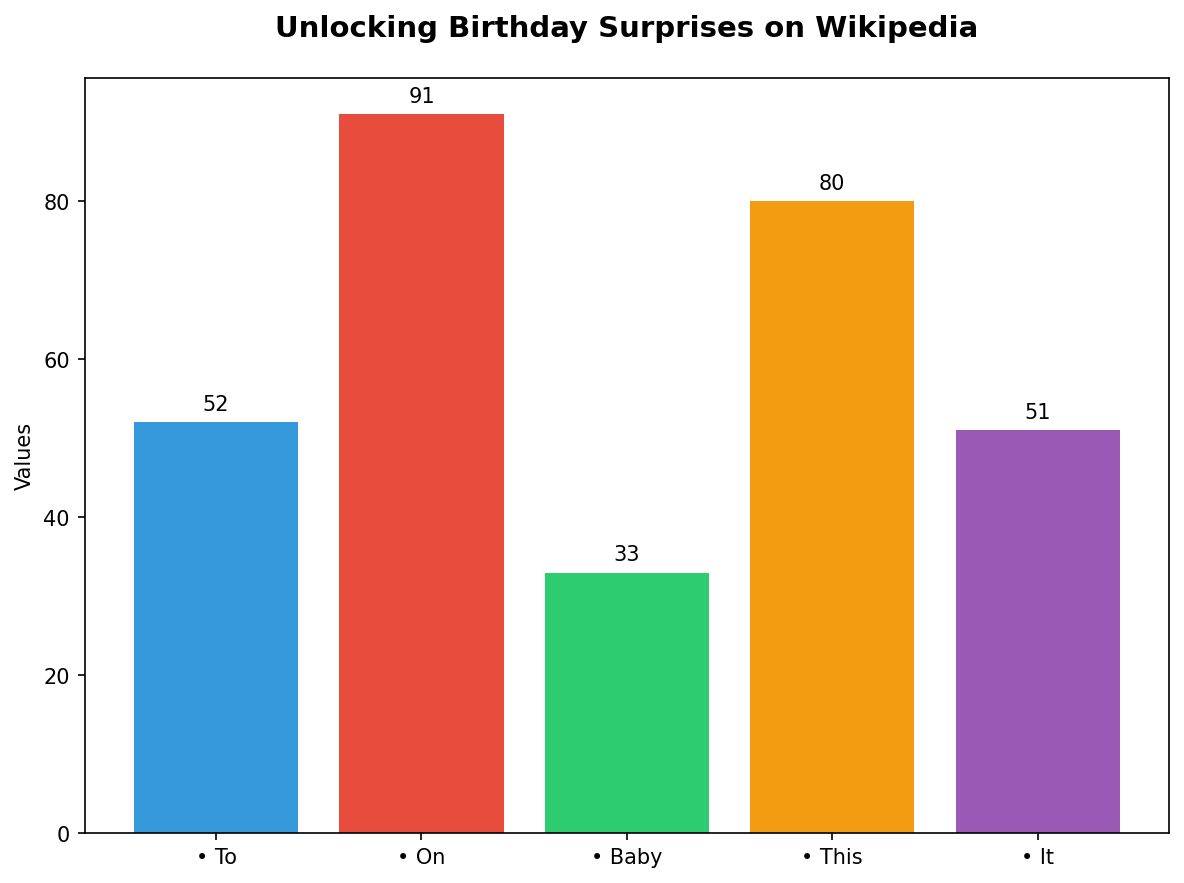 Unlocking Birthday Surprises on Wikipedia
91
80
80
60
52
51
Values
40
33
20
0
• To
• On
• Baby
• This
• It